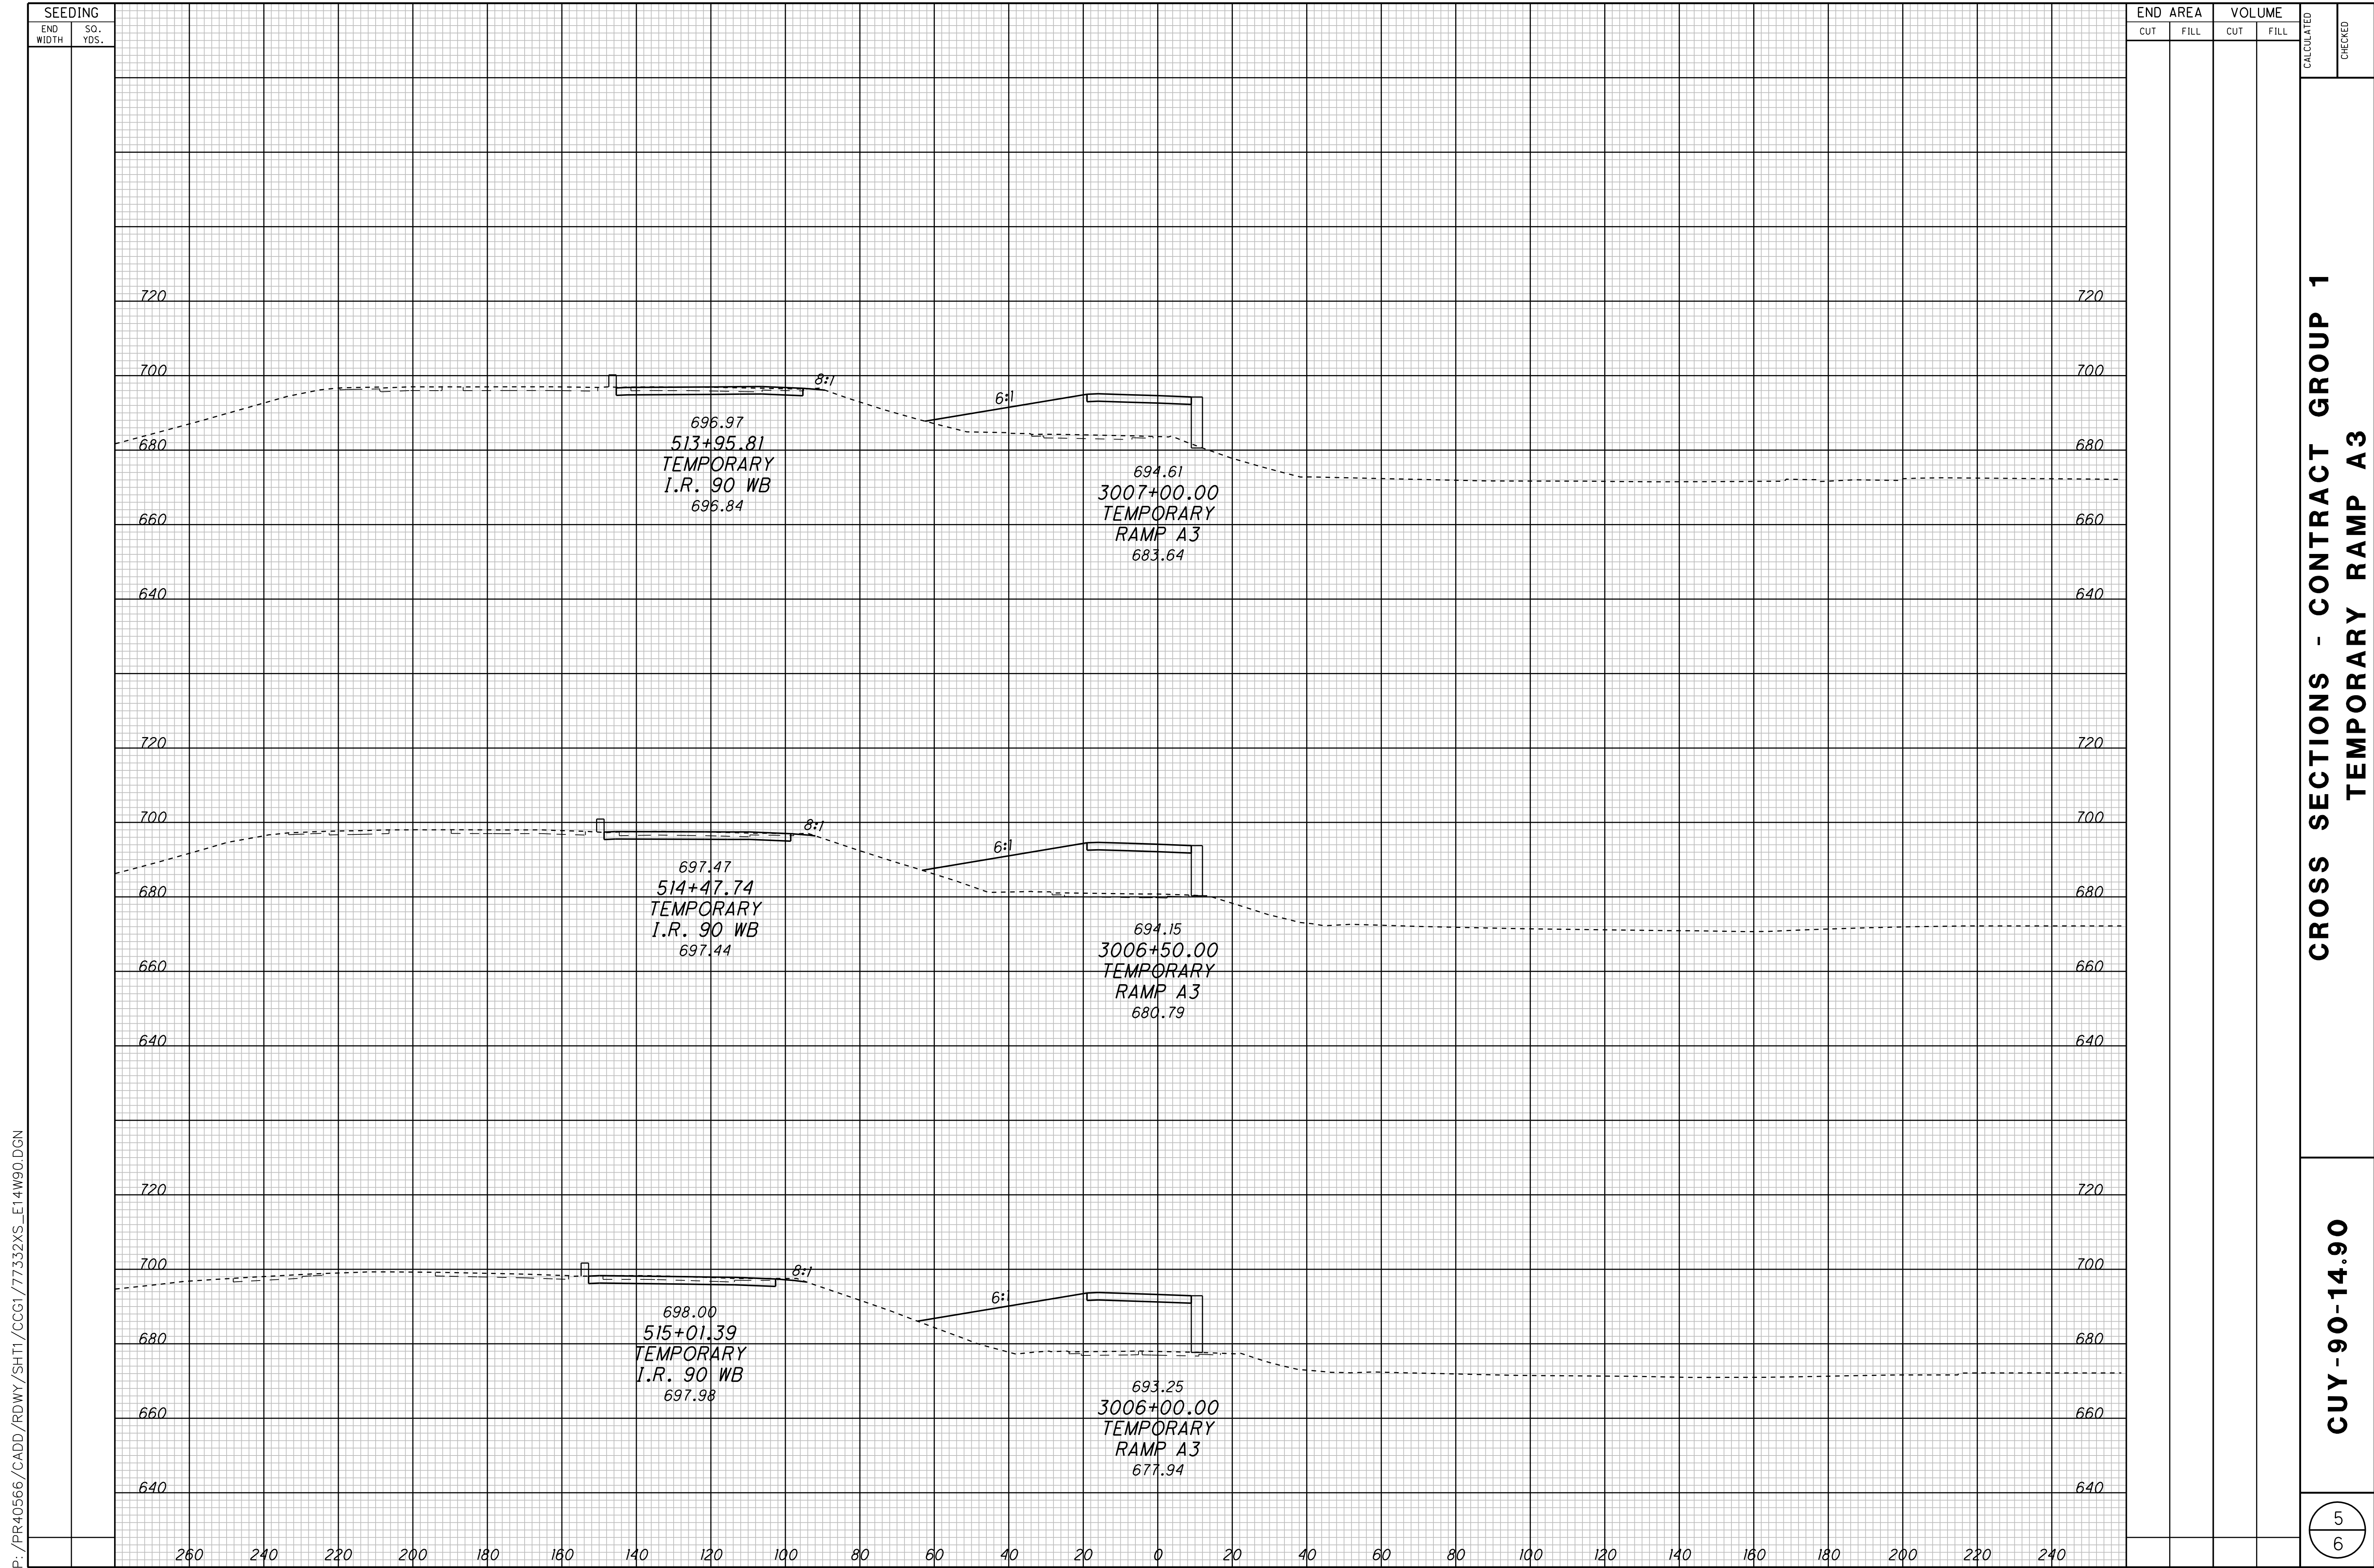 SEEDING
END WIDTH
SQ. YDS.
END AREA
VOLUME
CUT
FILL
CUT
FILL
CALCULATED
CHECKED
720
720
700
700
8:1
6:1
696.97
513+95.81
TEMPORARY
I.R. 90 WB
696.84
680
680
694.61
3007+00.00
TEMPORARY
RAMP A3
683.64
660
660
640
640
720
720
700
700
8:1
6:1
697.47
514+47.74
TEMPORARY
I.R. 90 WB
697.44
680
680
694.15
3006+50.00
TEMPORARY
RAMP A3
680.79
660
660
640
640
720
720
700
700
8:1
6:1
698.00
515+01.39
TEMPORARY
I.R. 90 WB
697.98
680
680
693.25
3006+00.00
TEMPORARY
RAMP A3
677.94
660
660
640
640
260 240 220 200 180 160 140 120 100 80 60 40 20 0 20 40 60 80 100 120 140 160 180 200 220 240
CROSS SECTIONS - CONTRACT GROUP 1
TEMPORARY RAMP A3
CUY-90-14.90
5
6
P:/PR40566/CADD/RDWY/SHT1/CCG1/77332XS_E14W90.DGN